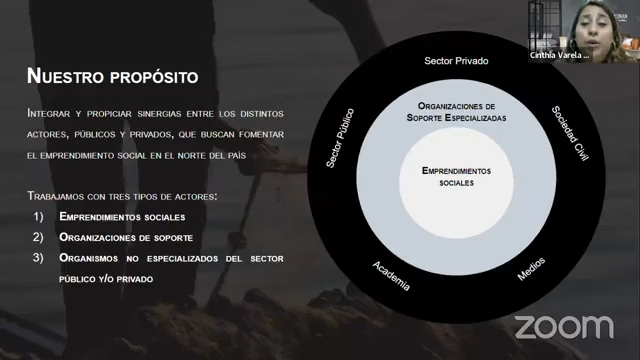 Nuestro propósito
Integrar y propiciar sinergias entre los distintos
actores, públicos y privados, que buscan fomentar
el emprendimiento social en el norte del país
Trabajamos con tres tipos de actores:
1) Emprendimientos sociales
2) Organizaciones de soporte
3) Organismos no especializados del sector
público y/o privado
Sector Privado
Sector Público
Sociedad Civil
Organizaciones de
Soporte Especializadas
Emprendimientos
sociales
Academia
Medios
Cinthia Varela ...
zoom